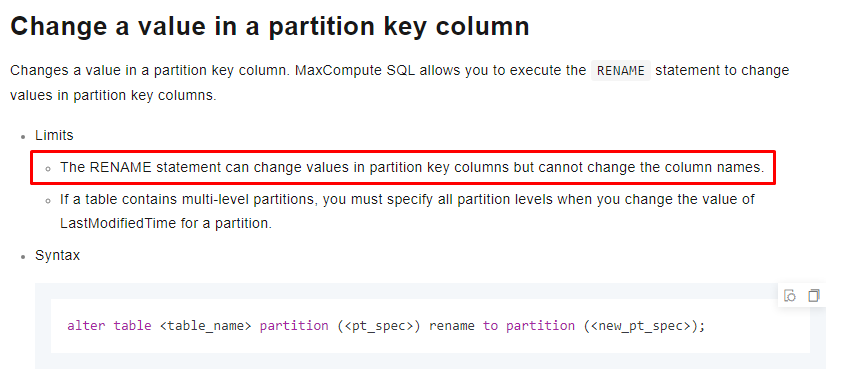 Change a value in a partition key column
Changes a value in a partition key column. MaxCompute SQL allows you to execute the RENAME statement to change
values in partition key columns.
Limits
The RENAME statement can change values in partition key columns but cannot change the column names.
If a table contains multi-level partitions, you must specify all partition levels when you change the value of
LastModifiedTime for a partition.
Syntax
alter table <table_name> partition (<pt_spec>) rename to partition (<new_pt_spec>);